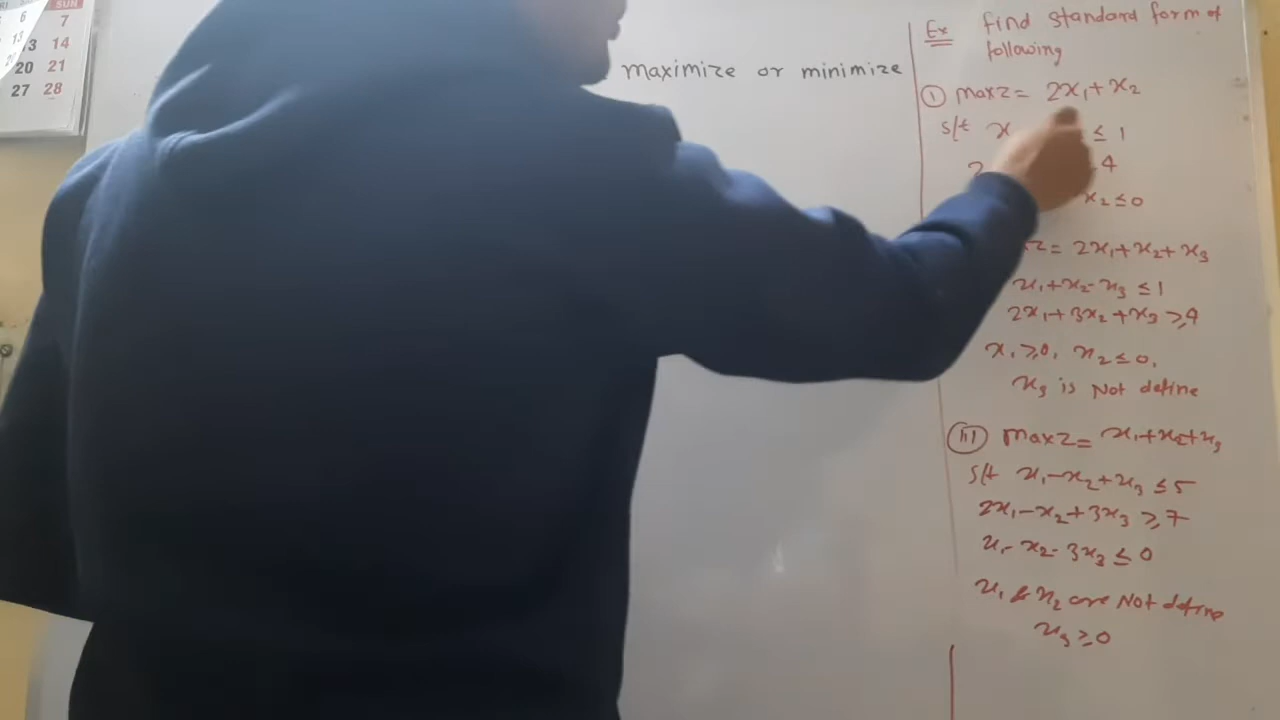 SUN
6 7
13 14
13
20 21
27 28
maximize or minimize
Ex find standard form of
following
(i) max z = 2x₁+x₂
s/t x ≤ 1
2 4
x₂ ≤ 0
z = 2x₁+x₂+x₃
x₁+x₂-x₃ ≤ 1
2x₁+3x₂+x₃ ≥ 4
x₁ ≥ 0, x₂ ≤ 0,
x₃ is Not define
(iii) max z = x₁+x₂+x₃
s/t x₁-x₂+x₃ ≤ 5
2x₁-x₂+3x₃ ≥ 7
x₁-x₂-3x₃ ≤ 0
x₁ & x₂ are Not define
x₃ ≥ 0